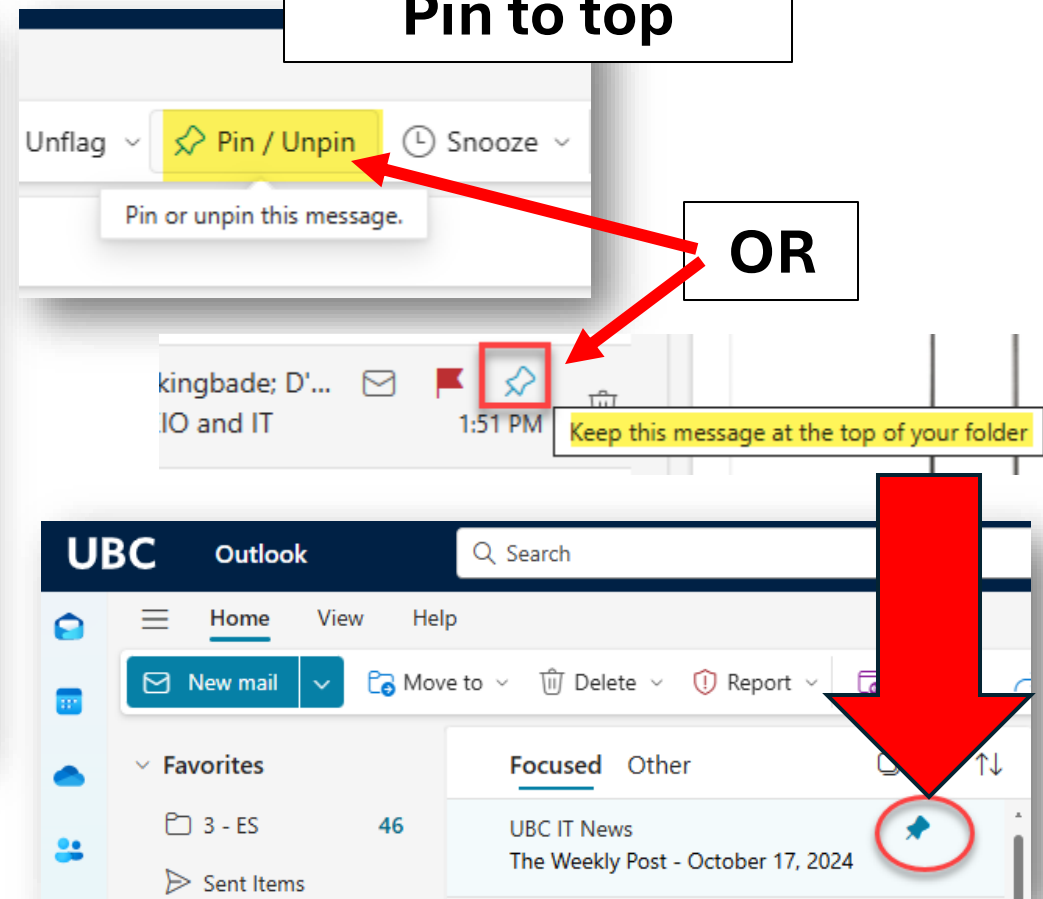 Pin to top
Unflag
Pin / Unpin
Snooze
Pin or unpin this message.
OR
kingbade; D'...
IO and IT
1:51 PM
Keep this message at the top of your folder
UBC
Outlook
Search
Home
View
Help
New mail
Move to
Delete
Report
Favorites
Focused
Other
3 - ES
46
UBC IT News
The Weekly Post - October 17, 2024
Sent Items